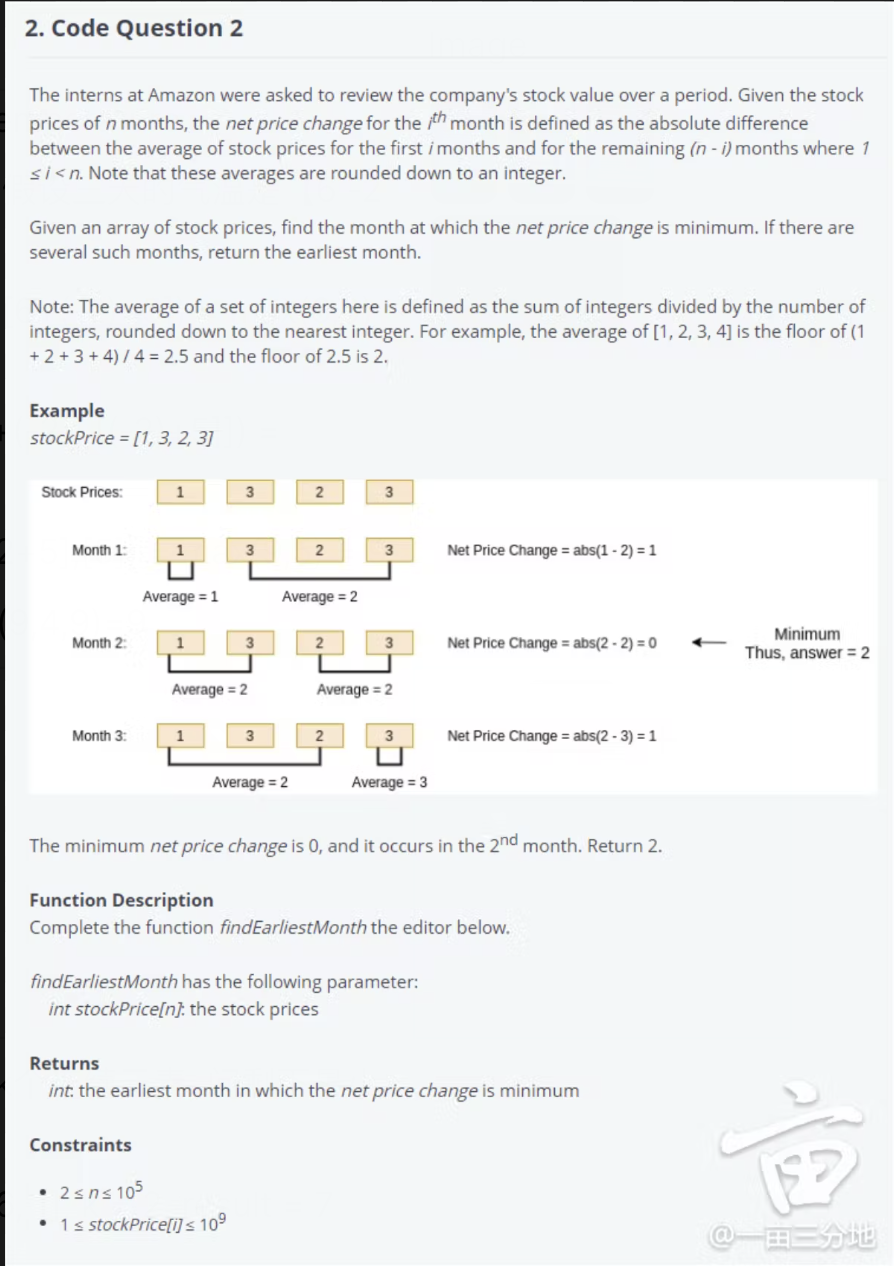 2. Code Question 2
The interns at Amazon were asked to review the company's stock value over a period. Given the stock
prices of n months, the net price change for the ith month is defined as the absolute difference
between the average of stock prices for the first i months and for the remaining (n - i) months where 1
≤ i < n. Note that these averages are rounded down to an integer.
Given an array of stock prices, find the month at which the net price change is minimum. If there are
several such months, return the earliest month.
Note: The average of a set of integers here is defined as the sum of integers divided by the number of
integers, rounded down to the nearest integer. For example, the average of [1, 2, 3, 4] is the floor of (1
+ 2 + 3 + 4) / 4 = 2.5 and the floor of 2.5 is 2.
Example
stockPrice = [1, 3, 2, 3]
Stock Prices: 1 3 2 3
Month 1: 1 3 2 3 Net Price Change = abs(1 - 2) = 1
Average = 1 Average = 2
Month 2: 1 3 2 3 Net Price Change = abs(2 - 2) = 0 Minimum
Thus, answer = 2
Average = 2 Average = 2
Month 3: 1 3 2 3 Net Price Change = abs(2 - 3) = 1
Average = 2 Average = 3
The minimum net price change is 0, and it occurs in the 2nd month. Return 2.
Function Description
Complete the function findEarliestMonth the editor below.
findEarliestMonth has the following parameter:
int stockPrice[n]: the stock prices
Returns
int: the earliest month in which the net price change is minimum
Constraints
• 2 ≤ n ≤ 10^5
• 1 ≤ stockPrice[i] ≤ 10^9
亩
@一亩三分地